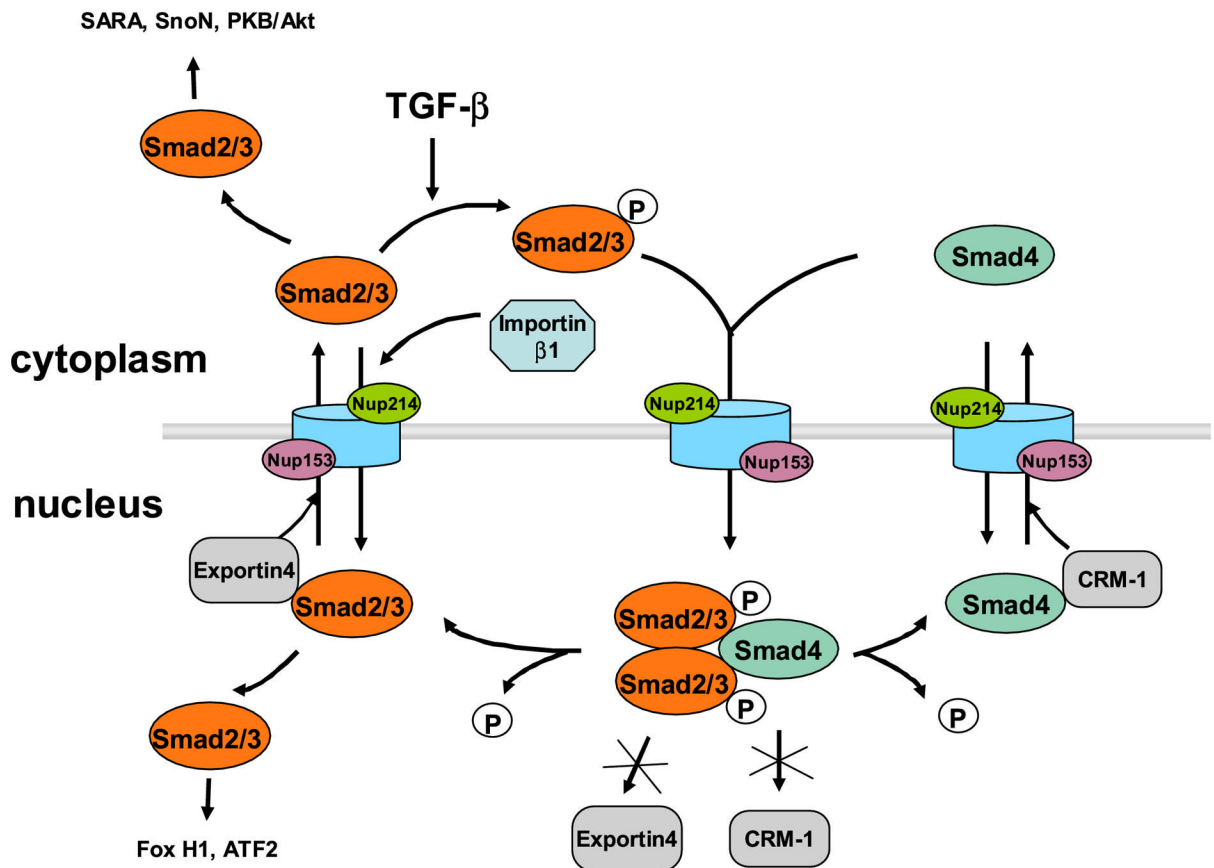 SARA, SnoN, PKB/Akt
Smad2/3
TGF-β
P
Smad2/3
Smad4
Smad2/3
Importin
β1
cytoplasm
Nup214
Nup214
Nup214
Nup153
Nup153
Nup153
nucleus
Exportin4
CRM-1
Smad2/3
Smad4
P
Smad2/3
Smad4
Smad2/3
P
P
P
Smad2/3
Exportin4
CRM-1
Fox H1, ATF2